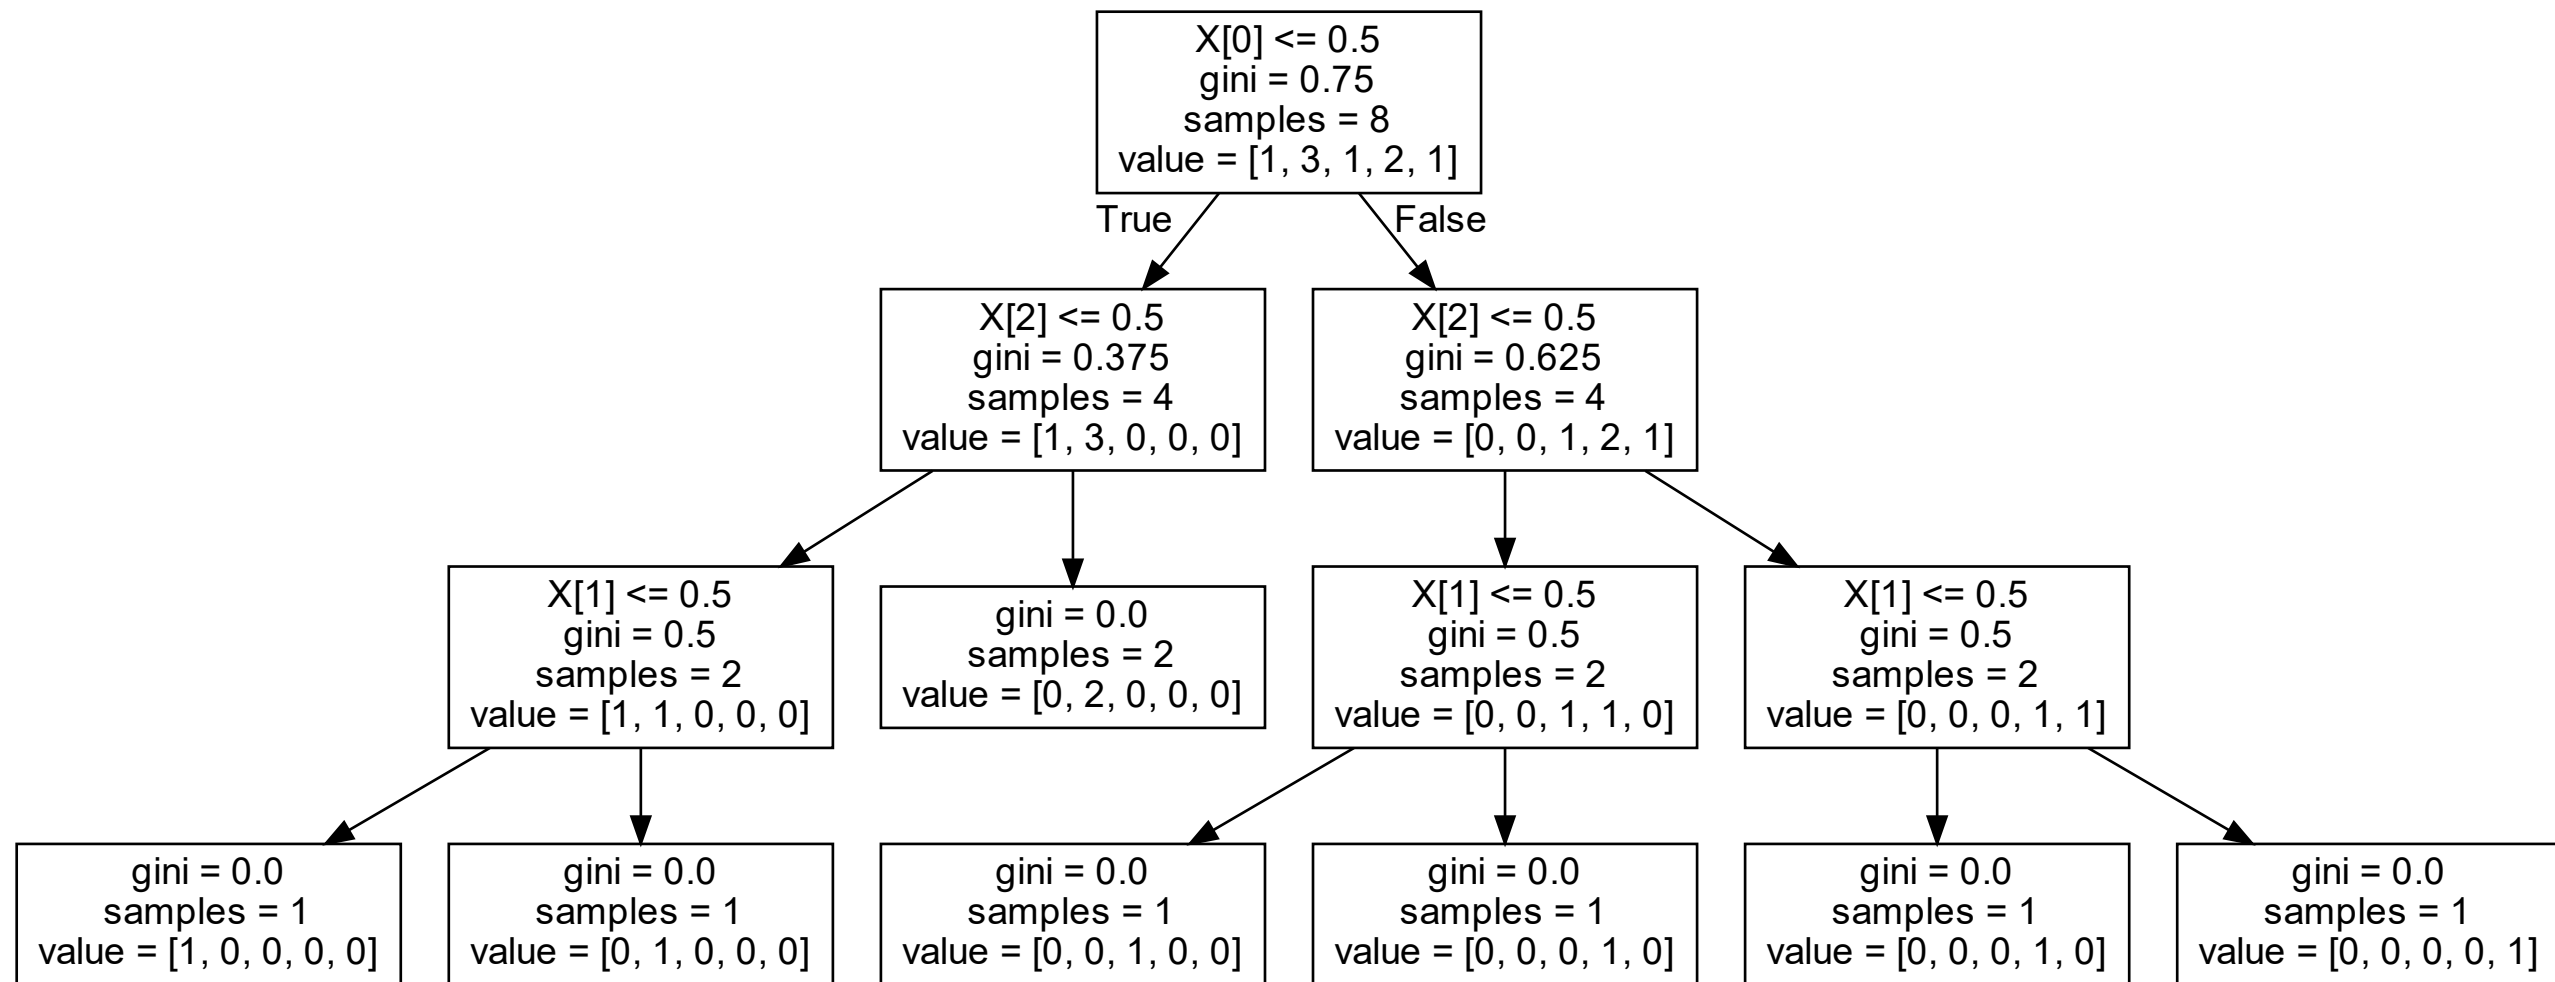 X[0] <= 0.5
gini = 0.75
samples = 8
value = [1, 3, 1, 2, 1]
True
False
X[2] <= 0.5
gini = 0.375
samples = 4
value = [1, 3, 0, 0, 0]
X[2] <= 0.5
gini = 0.625
samples = 4
value = [0, 0, 1, 2, 1]
X[1] <= 0.5
gini = 0.5
samples = 2
value = [1, 1, 0, 0, 0]
gini = 0.0
samples = 2
value = [0, 2, 0, 0, 0]
X[1] <= 0.5
gini = 0.5
samples = 2
value = [0, 0, 1, 1, 0]
X[1] <= 0.5
gini = 0.5
samples = 2
value = [0, 0, 0, 1, 1]
gini = 0.0
samples = 1
value = [1, 0, 0, 0, 0]
gini = 0.0
samples = 1
value = [0, 1, 0, 0, 0]
gini = 0.0
samples = 1
value = [0, 0, 1, 0, 0]
gini = 0.0
samples = 1
value = [0, 0, 0, 1, 0]
gini = 0.0
samples = 1
value = [0, 0, 0, 1, 0]
gini = 0.0
samples = 1
value = [0, 0, 0, 0, 1]